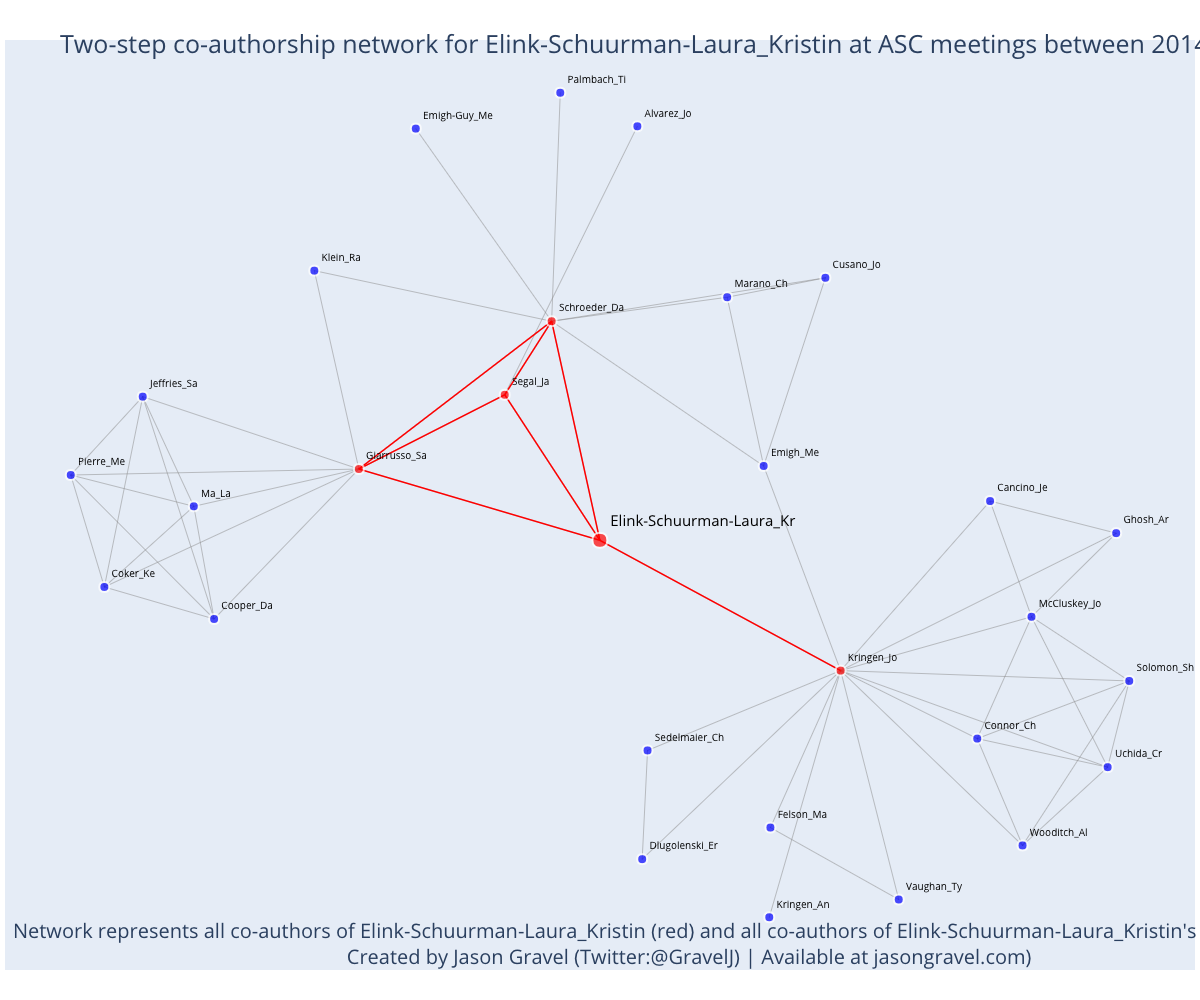 Two-step co-authorship network for Elink-Schuurman-Laura_Kristin at ASC meetings between 2014
Palmbach_Ti
Emigh-Guy_Me
Alvarez_Jo
Klein_Ra
Cusano_Jo
Marano_Ch
Schroeder_Da
Jeffries_Sa
Segal_Ja
Pierre_Me
Giarrusso_Sa
Emigh_Me
Ma_La
Cancino_Je
Elink-Schuurman-Laura_Kr
Ghosh_Ar
Coker_Ke
Cooper_Da
McCluskey_Jo
Kringen_Jo
Solomon_Sh
Connor_Ch
Sedelmaier_Ch
Uchida_Cr
Felson_Ma
Wooditch_Al
Dlugolenski_Er
Vaughan_Ty
Kringen_An
Network represents all co-authors of Elink-Schuurman-Laura_Kristin (red) and all co-authors of Elink-Schuurman-Laura_Kristin's
Created by Jason Gravel (Twitter:@GravelJ) | Available at jasongravel.com)